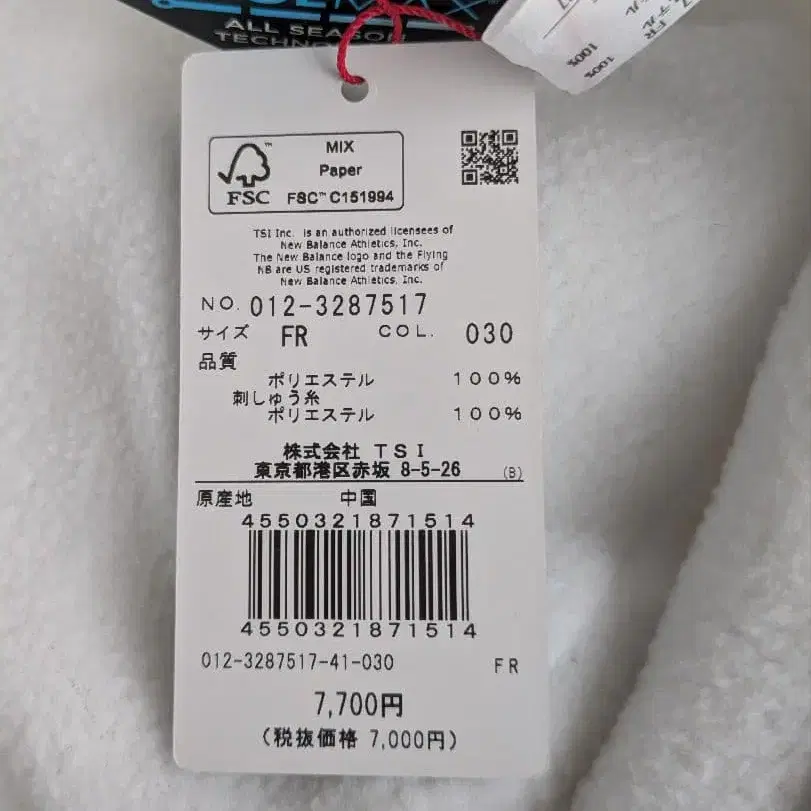 ALL SEASON
TECHNO
FR
100%
100%
MIX
Paper
FSC™ C151994
FSC
TSI Inc. is an authorized licensees of
New Balance Athletics, Inc.
The New Balance logo and the Flying
NB are US registered trademarks of
New Balance Athletics, Inc.
NO. 012-3287517
サイズ FR COL. 030
品質
ポリエステル 100%
刺しゅう糸
ポリエステル 100%
株式会社 TSI
東京都港区赤坂 8-5-26 (B)
原産地 中国
4550321871514
4550321871514
012-3287517-41-030 FR
7,700円
(税抜価格 7,000円)